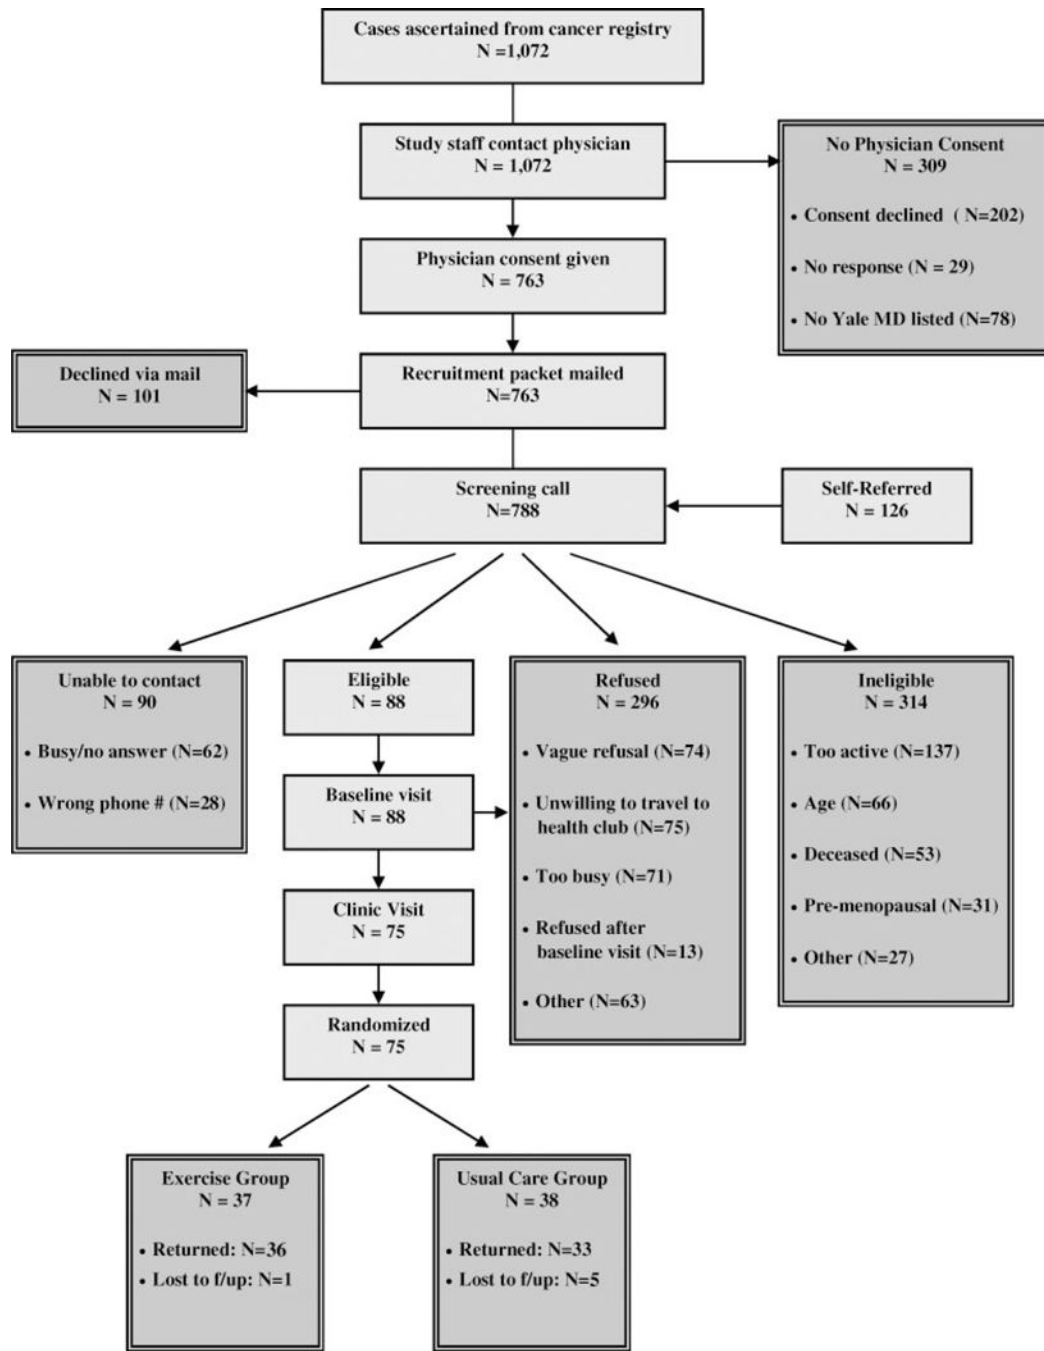 Cases ascertained from cancer registry
N =1,072
Study staff contact physician
N = 1,072
No Physician Consent
N = 309
• Consent declined ( N=202)
• No response (N = 29)
• No Yale MD listed (N=78)
Physician consent given
N = 763
Declined via mail
N = 101
Recruitment packet mailed
N=763
Screening call
N=788
Self-Referred
N = 126
Unable to contact
N = 90
• Busy/no answer (N=62)
• Wrong phone # (N=28)
Eligible
N = 88
Baseline visit
N = 88
Clinic Visit
N = 75
Randomized
N = 75
Refused
N = 296
• Vague refusal (N=74)
• Unwilling to travel to
health club (N=75)
• Too busy (N=71)
• Refused after
baseline visit (N=13)
• Other (N=63)
Ineligible
N = 314
• Too active (N=137)
• Age (N=66)
• Deceased (N=53)
• Pre-menopausal (N=31)
• Other (N=27)
Exercise Group
N = 37
• Returned: N=36
• Lost to f/up: N=1
Usual Care Group
N = 38
• Returned: N=33
• Lost to f/up: N=5